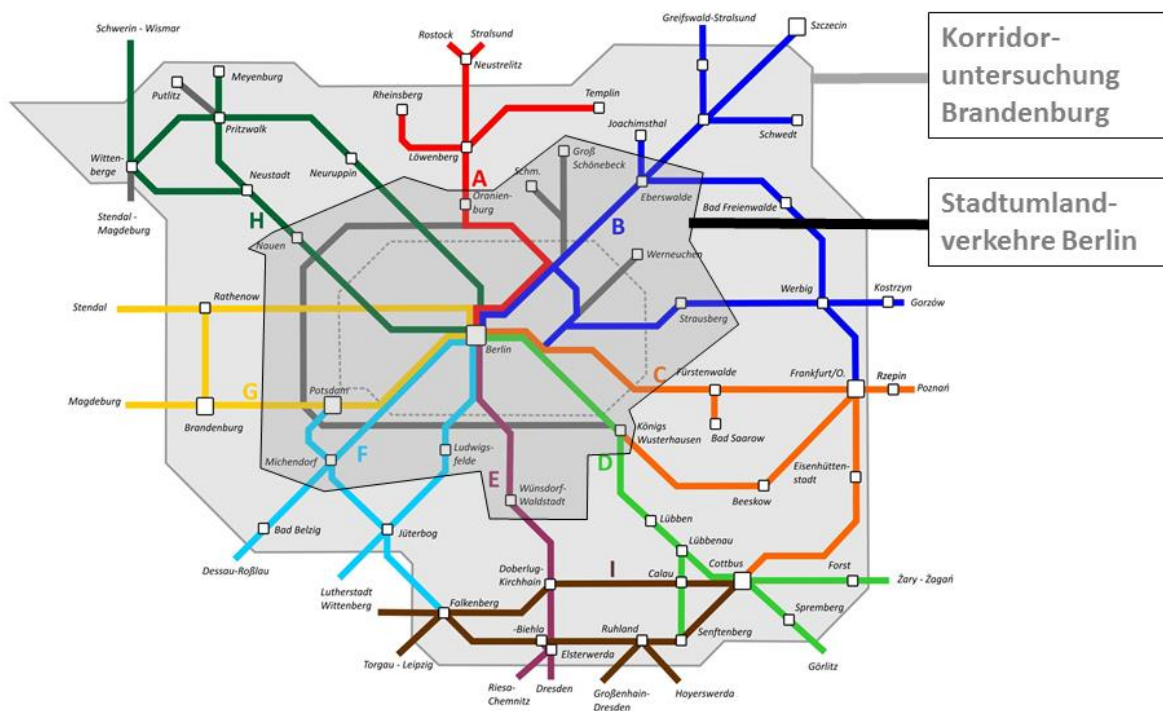 Schwerin - Wismar
Rostock
Stralsund
Greifswald-Stralsund
Szczecin
Korridor-
untersuchung
Brandenburg
Neustrelitz
Meyenburg
Putlitz
Rheinsberg
Templin
Pritzwalk
Joachimsthal
Schwedt
Löwenberg
Groß
Schönebeck
Witten-
berge
Neuruppin
Schm.
A
Neustadt
Oranien-
burg
Eberswalde
Bad Freienwalde
Stadtumland-
verkehre Berlin
Stendal -
Magdeburg
H
B
Nauen
Werneuchen
Rathenow
Stendal
Strausberg
Werbig
Kostrzyn
Gorzów
Berlin
C
Fürstenwalde
Frankfurt/O.
Rzepin
Poznań
G
Potsdam
Magdeburg
Brandenburg
Bad Saarow
Königs
Wusterhausen
Michendorf
F
Ludwigs-
felde
D
E
Wünsdorf-
Waldstadt
Beeskow
Eisenhütten-
stadt
Bad Belzig
Jüterbog
Lübben
Dessau-Roßlau
Lübbenau
Cottbus
Forst
Doberlug-
Kirchhain
I
Calau
Żary - Żagań
Lutherstadt
Wittenberg
Falkenberg
Spremberg
-Biehla
Ruhland
Senftenberg
Elsterwerda
Torgau - Leipzig
Görlitz
Riesa-
Chemnitz
Dresden
Großenhain-
Dresden
Hoyerswerda